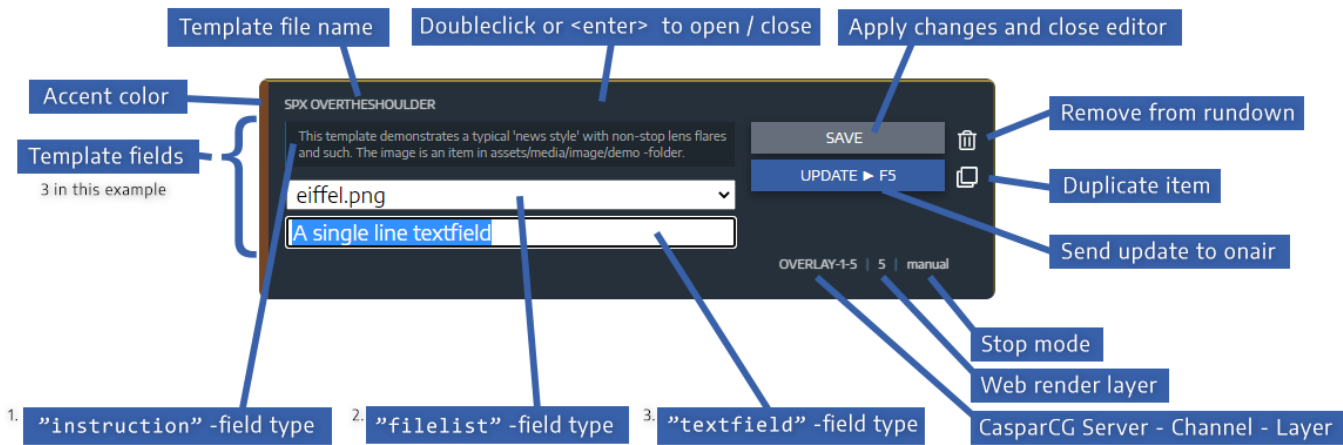 Template file name
Doubleclick or <enter> to open / close
Apply changes and close editor
Accent color
SPX OVERTHESHOULDER
Remove from rundown
This template demonstrates a typical 'news style' with non-stop lens flares
and such. The image is an item in assets/media/image/demo -folder.
SAVE
Template fields
3 in this example
UPDATE ► F5
Duplicate item
eiffel.png
A single line textfield
Send update to onair
OVERLAY-1-5 | 5 | manual
Stop mode
Web render layer
1. ”instruction” -field type
2. ”filelist” -field type
3. ”textfield” -field type
CasparCG Server - Channel - Layer